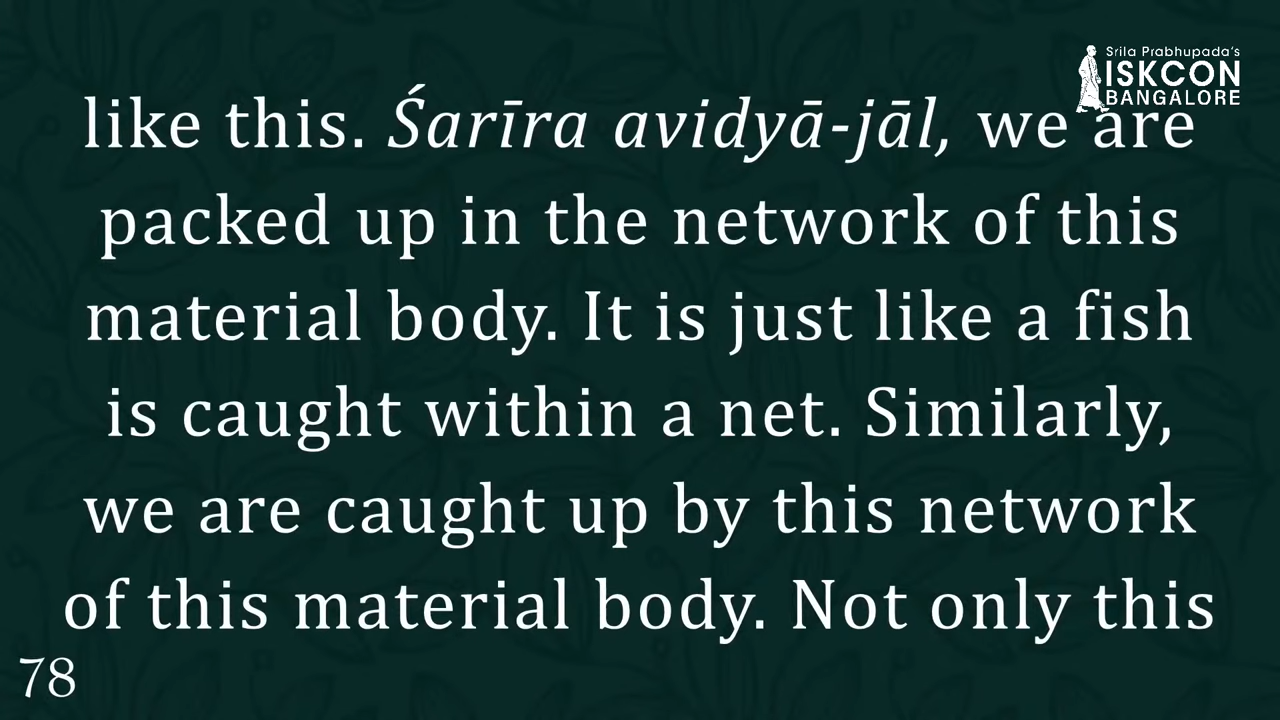 Srila Prabhupada's
ISKCON
BANGALORE
like this. Śarīra avidyā-jāl, we are
packed up in the network of this
material body. It is just like a fish
is caught within a net. Similarly,
we are caught up by this network
of this material body. Not only this
78